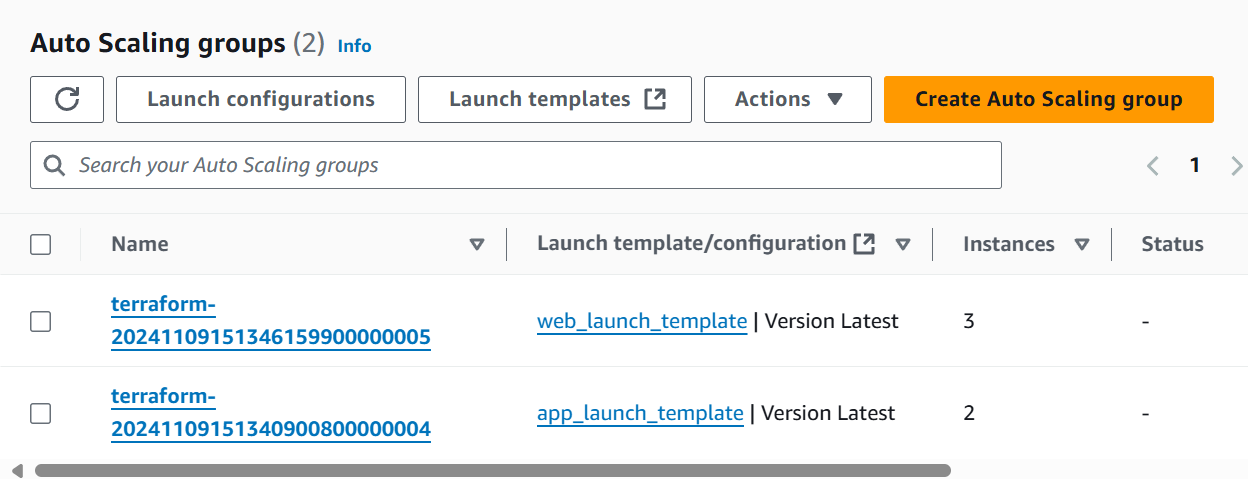 Auto Scaling groups (2) Info
Launch configurations Launch templates Actions Create Auto Scaling group
Search your Auto Scaling groups 1
Name Launch template/configuration Instances Status
terraform-
20241109151346159900000005 web_launch_template | Version Latest 3 -
terraform-
20241109151340900800000004 app_launch_template | Version Latest 2 -